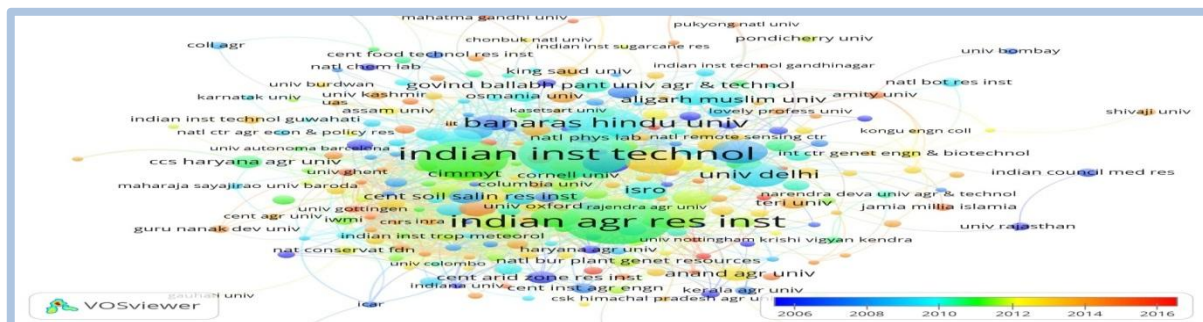 mahatma gandhi univ
pukyong natl univ
coll agr
chonbuk natl univ
pondicherry univ
indian inst sugarcane res
univ bombay
cent food technol res inst
natl chem lab
king saud univ
indian inst technol gandhinagar
univ burdwan
govind ballabh pant univ agr & technol
natl bot res inst
karnatak univ
univ kashmir
uas
osmania univ
aligarh muslim univ
amity univ
assam univ
kasetsart univ
lovely profess univ
shivaji univ
indian inst technol guwahati
iit
banaras hindu univ
natl ctr agr econ & policy res
natl phys lab
natl remote sensing ctr
kongu engn coll
univ autonoma barcelona
indian inst technol
int ctr genet engn & biotechnol
ccs haryana agr univ
univ ghent
cimmyt
cornell univ
univ delhi
indian council med res
maharaja sayajirao univ baroda
columbia univ
isro
narendra deva univ agr & technol
cent soil salin res inst
teri univ
jamia millia islamia
univ gottingen
univ oxford
rajendra agr univ
cent agr univ
iwmi
cnrs
inra
indian agr res inst
univ rajasthan
guru nanak dev univ
indian inst trop meteorol
univ nottingham
krishi vigyan kendra
nat conservat fdn
haryana agr univ
univ colombo
natl bur plant genet resources
anand agr univ
cent arid zone res inst
indiana univ
cent inst agr engn
kerala agr univ
gauhati univ
icar
csk himachal pradesh agr un
VOSviewer
2006 2008 2010 2012 2014 2016